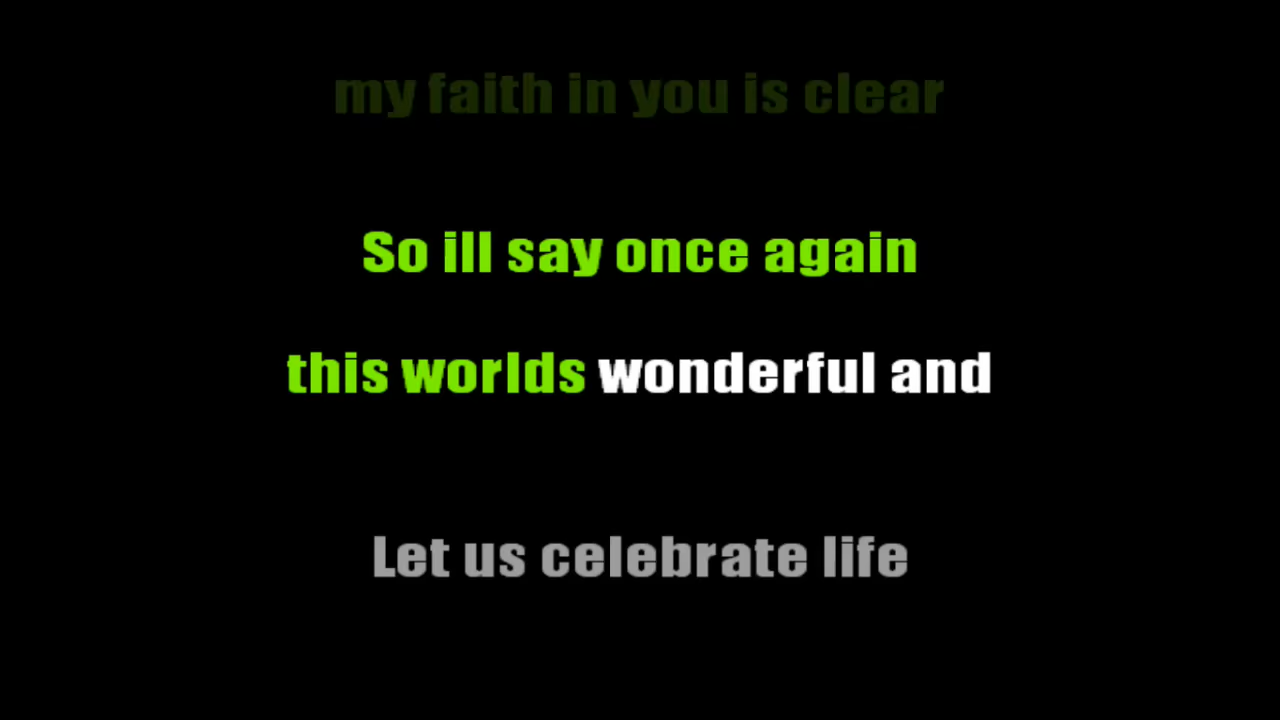 my faith in you is clear
So ill say once again
this worlds wonderful and
Let us celebrate life